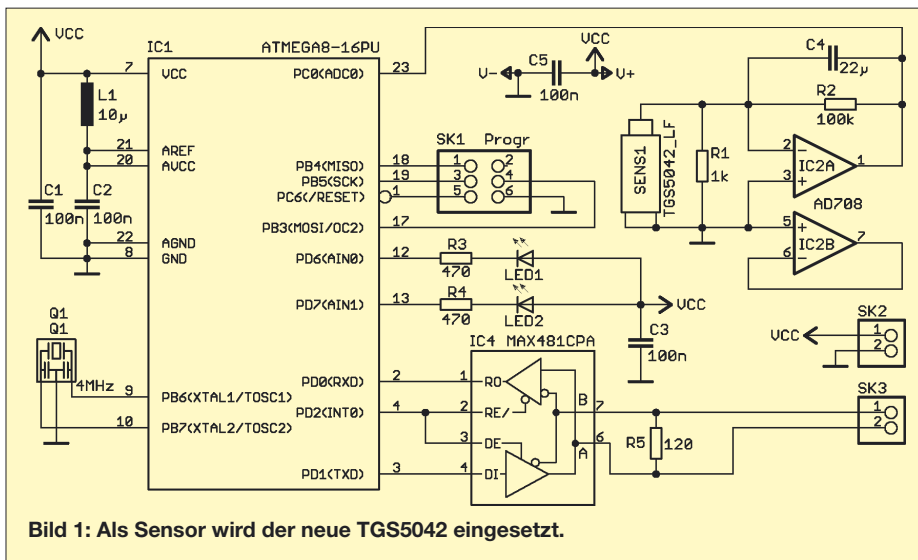 VCC
IC1
ATMEGA8-16PU
7 VCC
PC0(ADC0) 23
L1
10µ
21 AREF
20 AVCC
C1
100n
C2
100n
22 AGND
8 GND
Q1
Q1
4MHz
9 PB6(XTAL1/TOSC1)
10 PB7(XTAL2/TOSC2)
PB4(MISO) 18
PB5(SCK) 19
PC6(/RESET) 1
PB3(MOSI/OC2) 17
PD6(AIN0) 12
PD7(AIN1) 13
PD0(RXD) 2
PD2(INT0) 4
PD1(TXD) 3
SK1 Progr
1 2
3 4
5 6
C5
100n
VCC
V-
V+
C4
22µ
R2
100k
SENS1
TGS5042_LF
R1
1k
2
3
IC2A
1
AD708
5
6
IC2B
7
R3
470
LED1
R4
470
LED2
VCC
C3
100n
IC4 MAX481CPA
1 RO
2 RE/
3 DE
4 DI
B 7
A 6
R5
120
SK2
VCC
1
2
SK3
1
2
Bild 1: Als Sensor wird der neue TGS5042 eingesetzt.